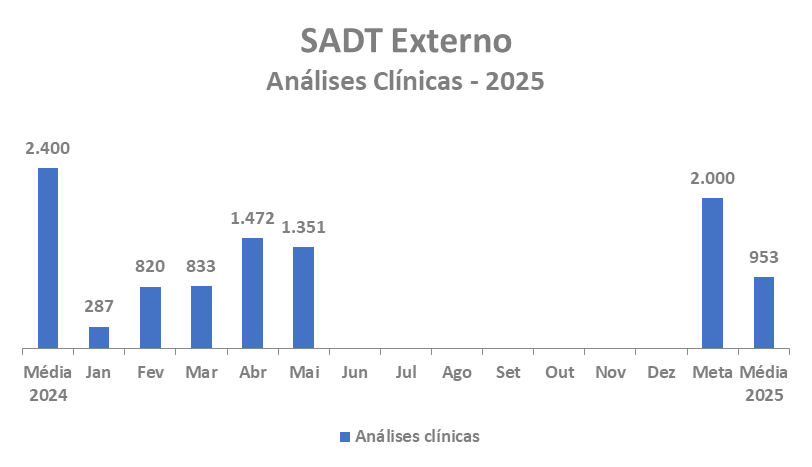 SADT Externo
Análises Clínicas - 2025
2.400
287
820
833
1.472
1.351
2.000
953
Média 2024
Jan
Fev
Mar
Abr
Mai
Jun
Jul
Ago
Set
Out
Nov
Dez
Meta
Média 2025
Análises clínicas